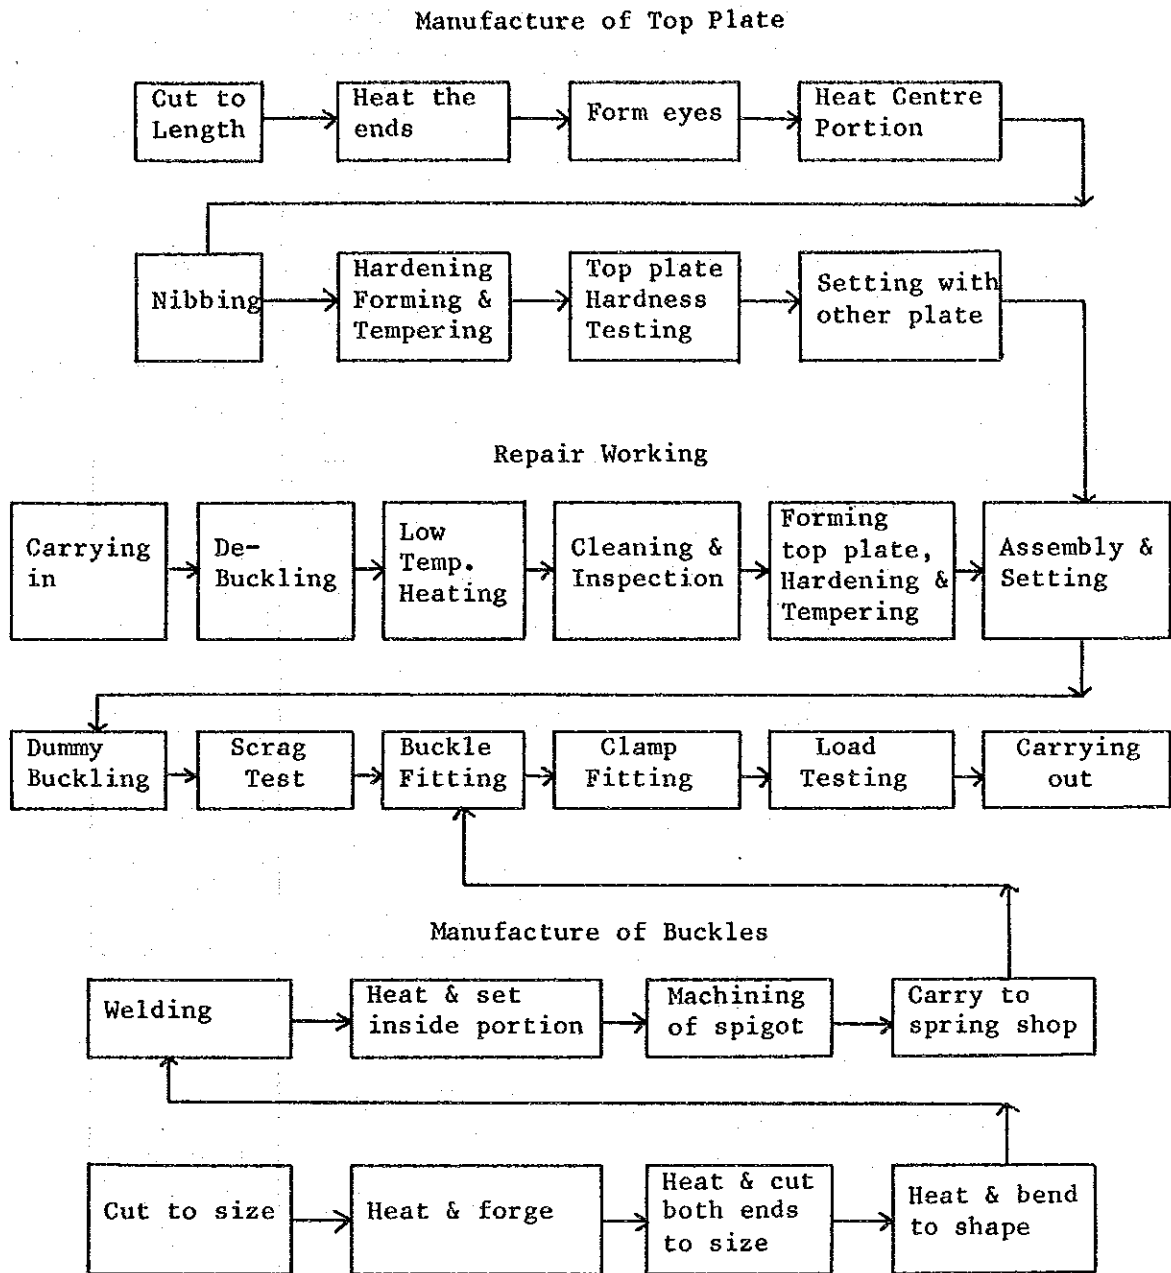 Manufacture of Top Plate
Cut to
Length
Heat the
ends
Form eyes
Heat Centre
Portion
Nibbing
Hardening
Forming &
Tempering
Top plate
Hardness
Testing
Setting with
other plate
Repair Working
Carrying
in
De-
Buckling
Low
Temp.
Heating
Cleaning &
Inspection
Forming
top plate,
Hardening &
Tempering
Assembly &
Setting
Dummy
Buckling
Scrag
Test
Buckle
Fitting
Clamp
Fitting
Load
Testing
Carrying
out
Manufacture of Buckles
Welding
Heat & set
inside portion
Machining
of spigot
Carry to
spring shop
Cut to size
Heat & forge
Heat & cut
both ends
to size
Heat & bend
to shape